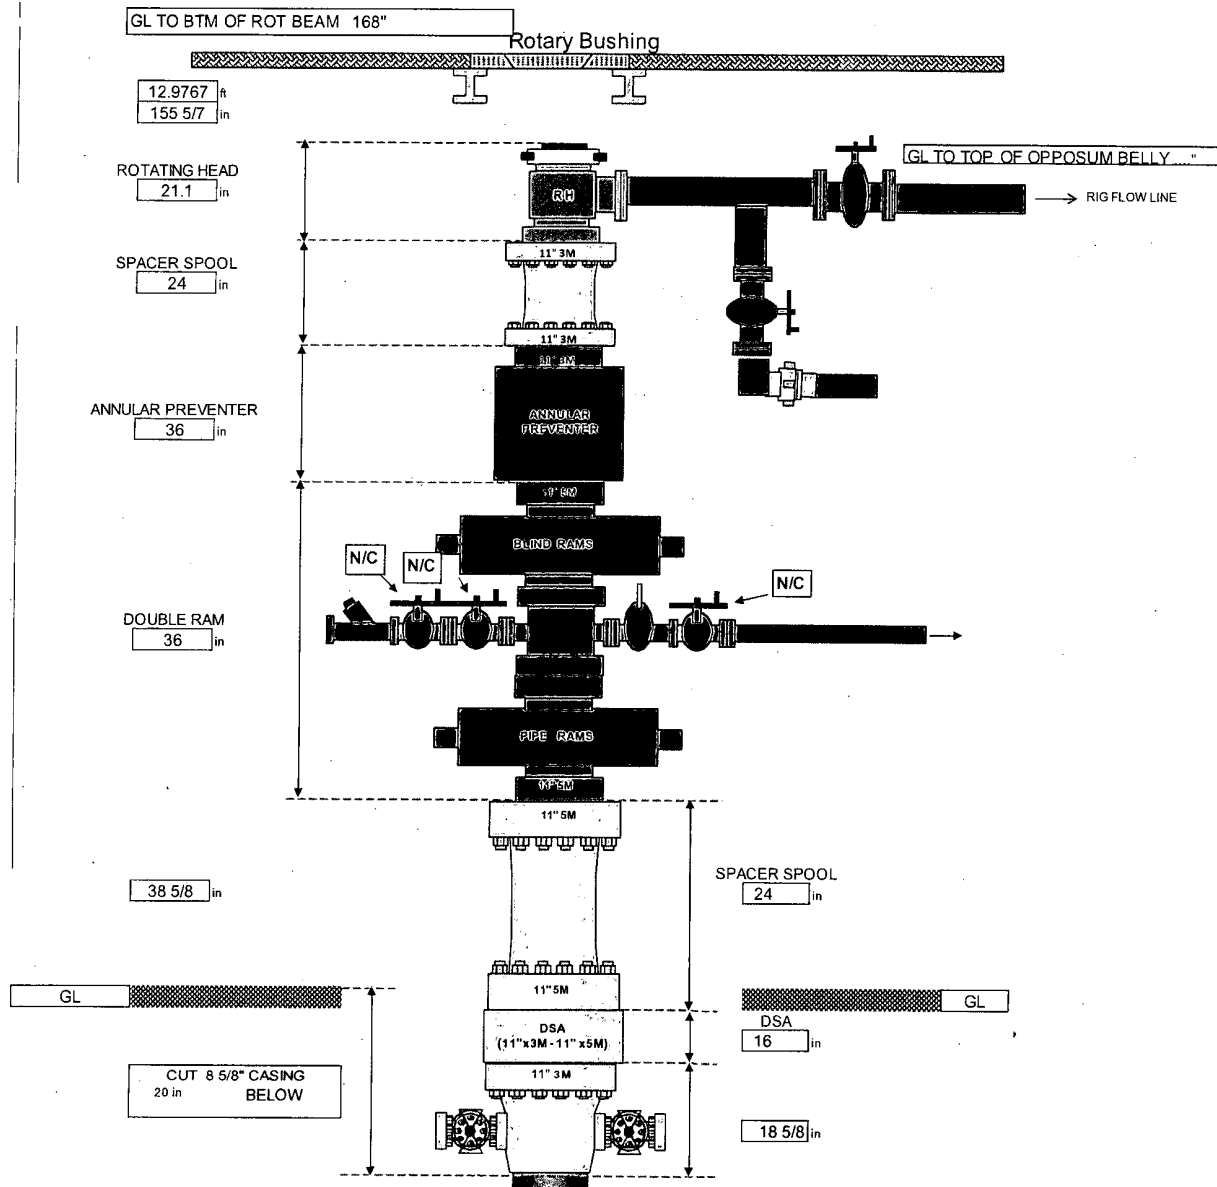 GL TO BTM OF ROT BEAM 168"
Rotary Bushing
12.9767 ft
155 5/7 in
ROTATING HEAD
21.1 in
GL TO TOP OF OPPOSUM BELLY...."
RH
RIG FLOW LINE
11" 3M
SPACER SPOOL
24 in
11" 3M
11" 3M
ANNULAR PREVENTER
36 in
ANNULAR
PREVENTER
BLIND RAMS
N/C
N/C
N/C
DOUBLE RAM
36 in
PIPE RAMS
11" 5M
11" 5M
38 5/8 in
SPACER SPOOL
24 in
GL
11" 5M
GL
DSA
(11"x3M - 11" x5M)
DSA
16 in
11" 3M
CUT 8 5/8" CASING
20 in BELOW
18 5/8 in